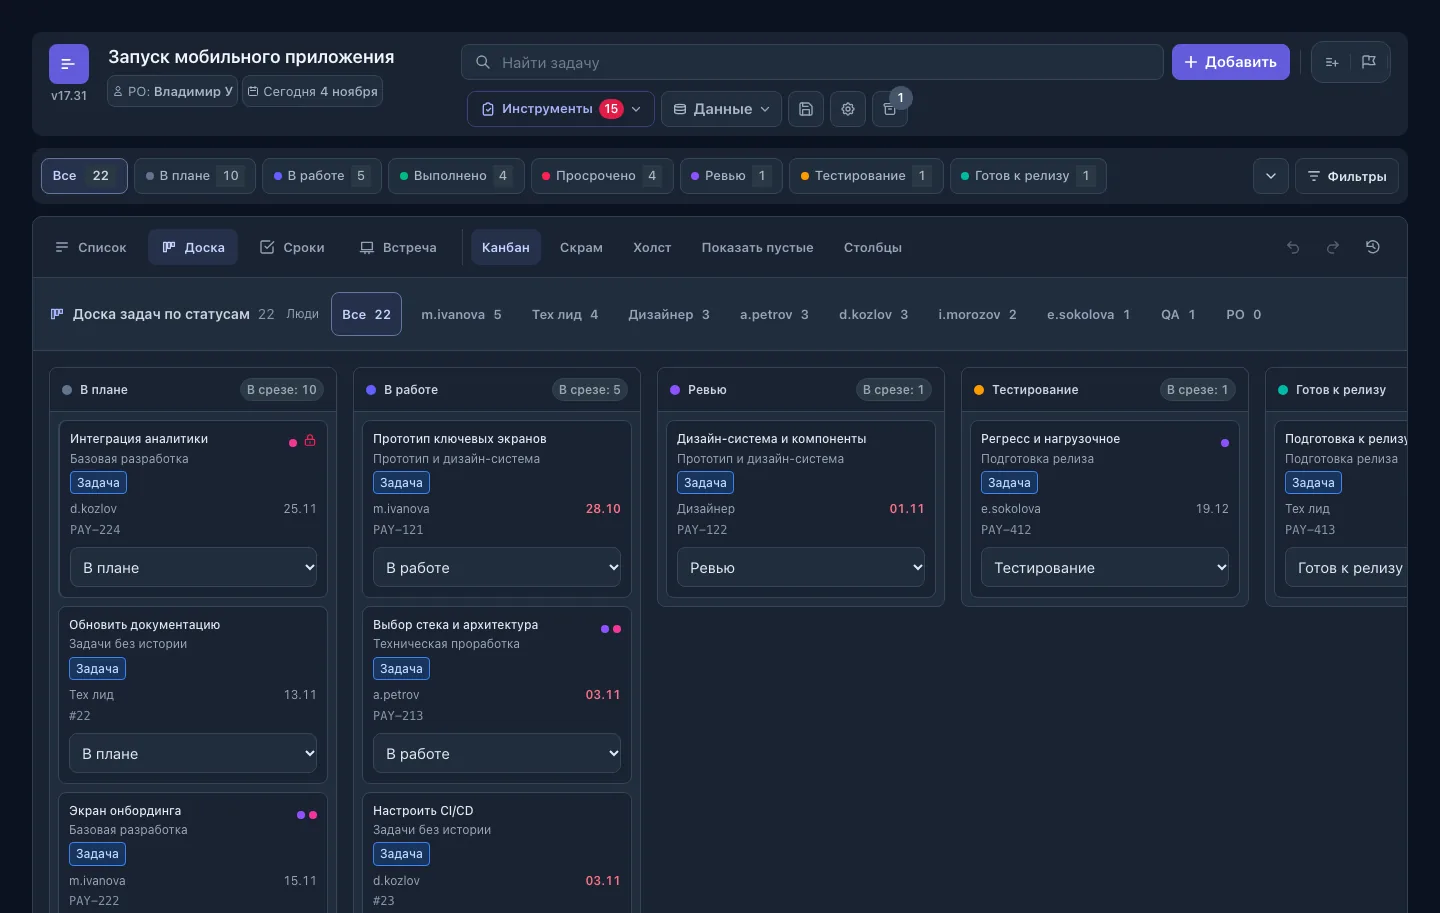 Запуск мобильного приложения
v17.31
РО: Владимир У
Сегодня 4 ноября
Найти задачу
Добавить
Инструменты 15
Данные
1
Все 22
В плане 10
В работе 5
Выполнено 4
Просрочено 4
Ревью 1
Тестирование 1
Готов к релизу 1
Фильтры
Список
Доска
Сроки
Встреча
Канбан
Скрам
Холст
Показать пустые
Столбцы
Доска задач по статусам 22
Люди
Все 22
m.ivanova 5
Тех лид 4
Дизайнер 3
a.petrov 3
d.kozlov 3
i.morozov 2
e.sokolova 1
QA 1
PO 0
В плане
В срезе: 10
Интеграция аналитики
Базовая разработка
Задача
d.kozlov 25.11
PAY-224
В плане
Обновить документацию
Задачи без истории
Задача
Тех лид 13.11
#22
В плане
Экран онбординга
Базовая разработка
Задача
m.ivanova 15.11
PAY-222
В работе
В срезе: 5
Прототип ключевых экранов
Прототип и дизайн-система
Задача
m.ivanova 28.10
PAY-121
В работе
Выбор стека и архитектура
Техническая проработка
Задача
a.petrov 03.11
PAY-213
В работе
Настроить CI/CD
Задачи без истории
Задача
d.kozlov 03.11
#23
Ревью
В срезе: 1
Дизайн-система и компоненты
Прототип и дизайн-система
Задача
Дизайнер 01.11
PAY-122
Ревью
Тестирование
В срезе: 1
Регресс и нагрузочное
Подготовка релиза
Задача
e.sokolova 19.12
PAY-412
Тестирование
Готов к релизу
Подготовка к релизу
Подготовка релиза
Задача
Тех лид
PAY-413
Готов к релизу